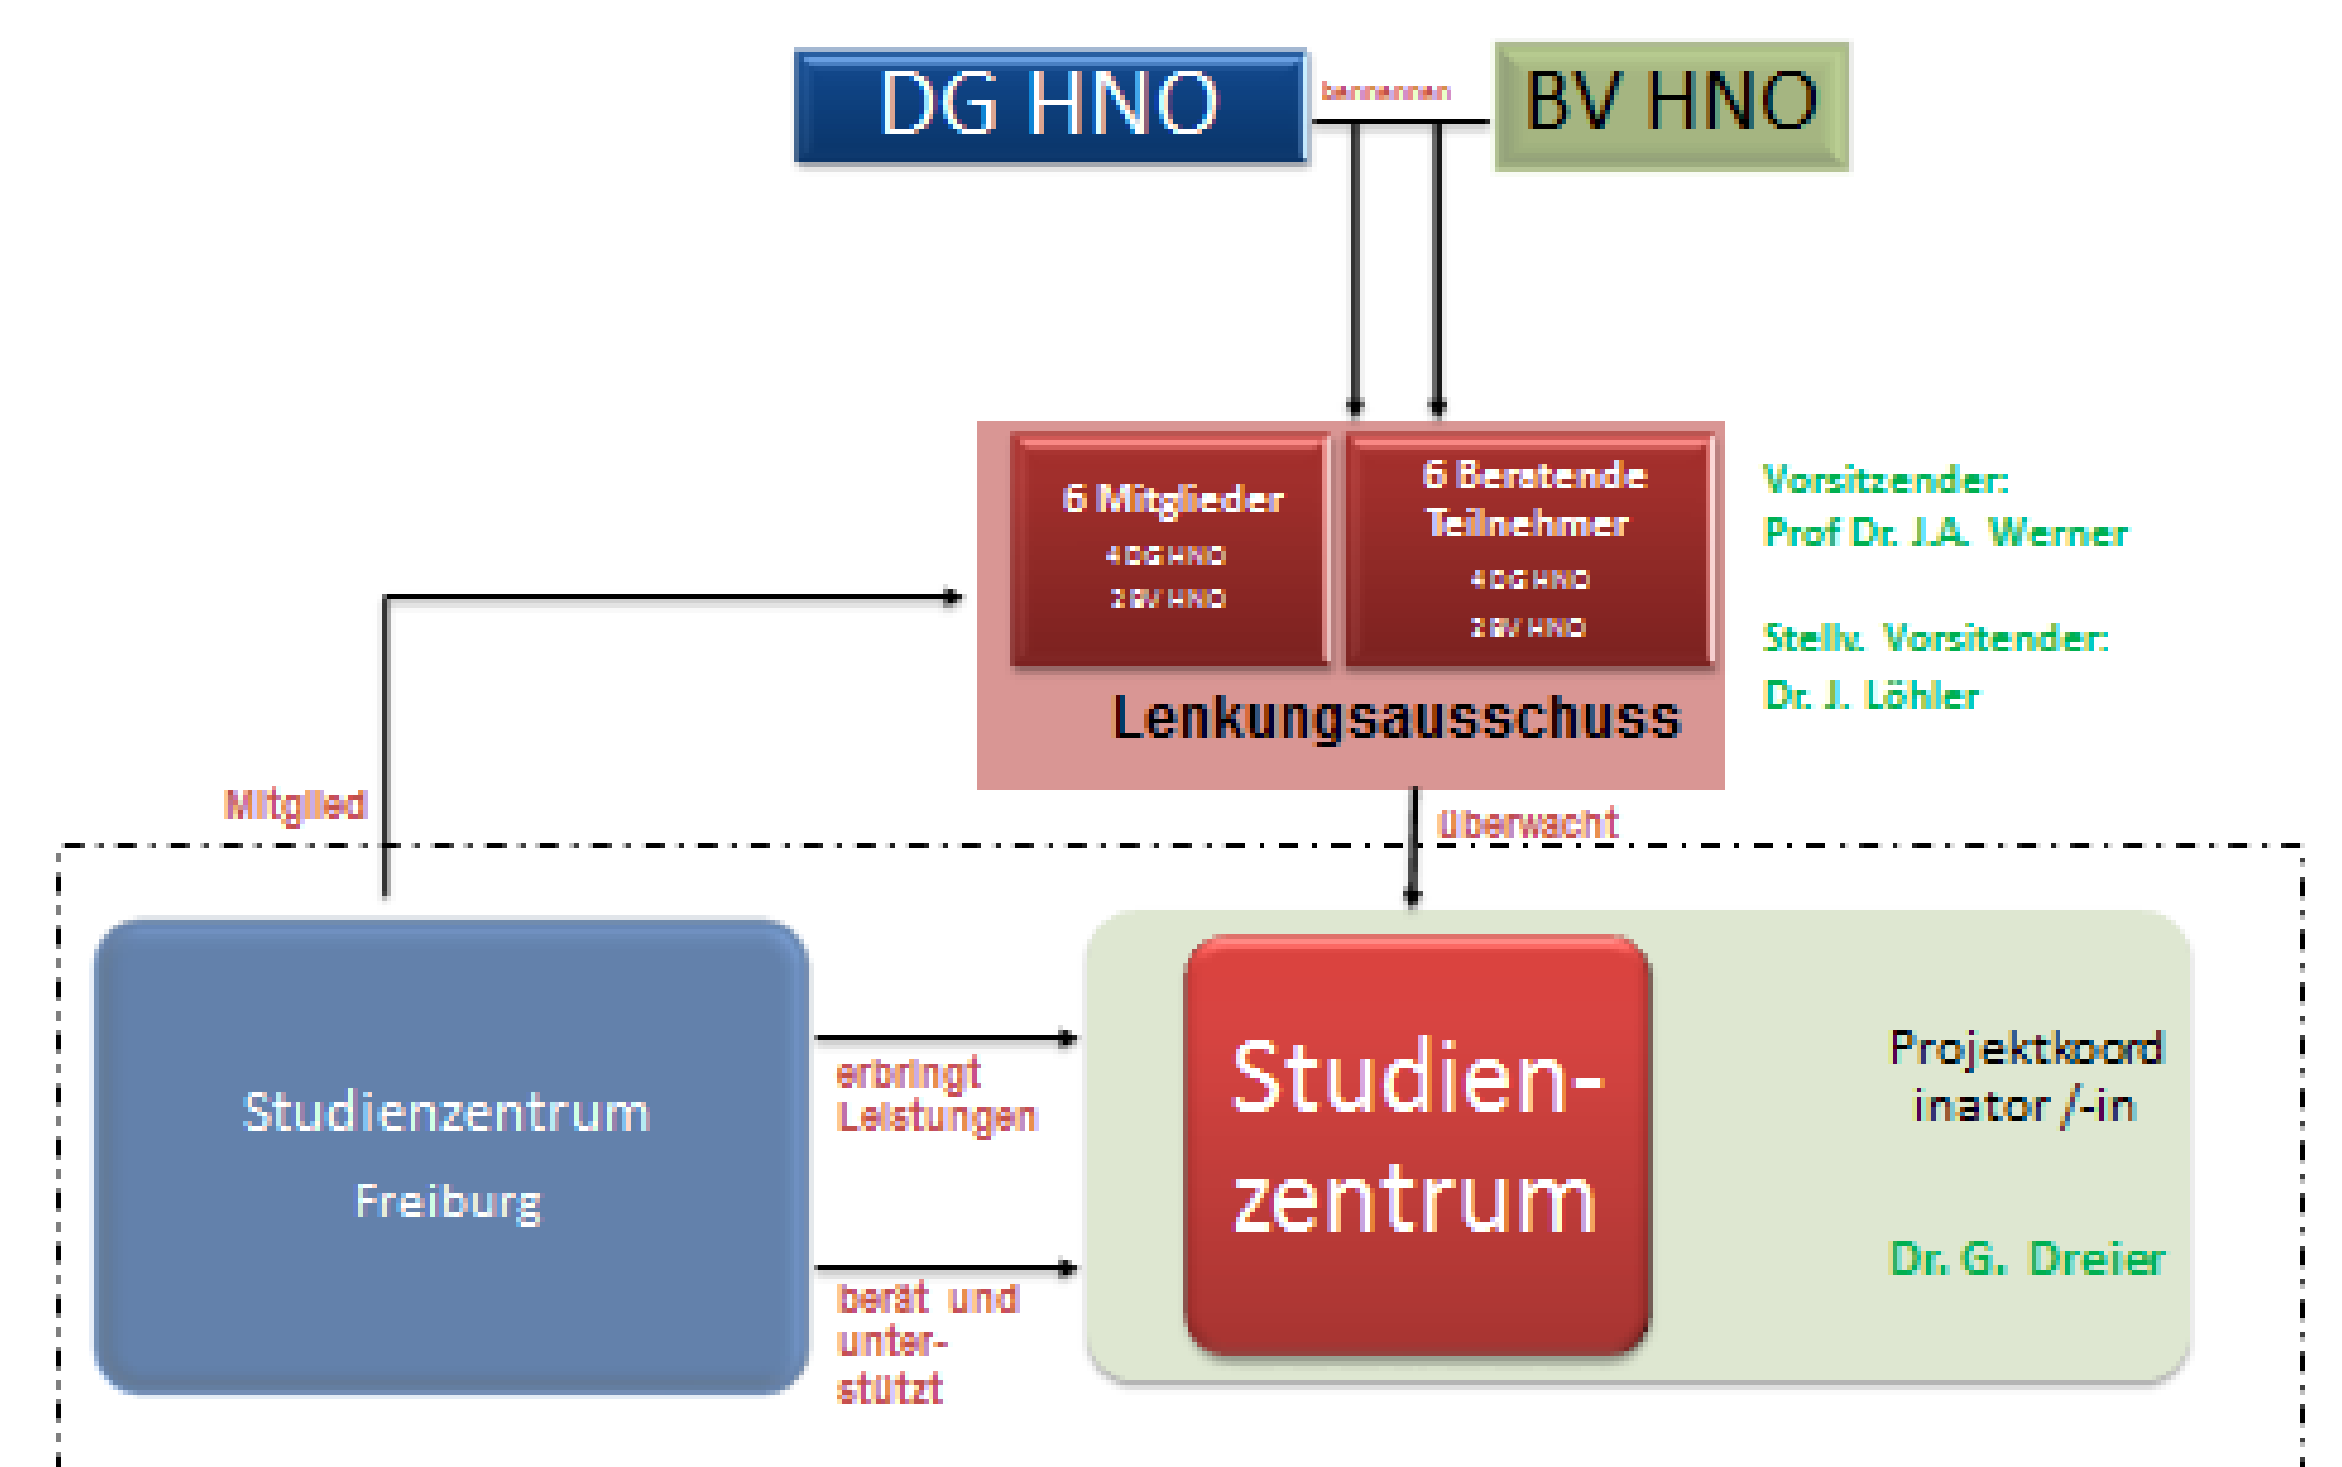 DG HNO
benennen
BV HNO
6 Mitglieder
4 DG HNO
2 BV HNO
6 Beratende
Teilnehmer
4 DG HNO
2 BV HNO
Lenkungsausschuss
Vorsitzender:
Prof Dr. J.A. Werner
Stellv. Vorsitender:
Dr. J. Löhler
Mitglied
überwacht
Studienzentrum
Freiburg
erbringt
Leistungen
berät und
unter-
stützt
Studien-
zentrum
Projektkoord
inator /-in
Dr. G. Dreier